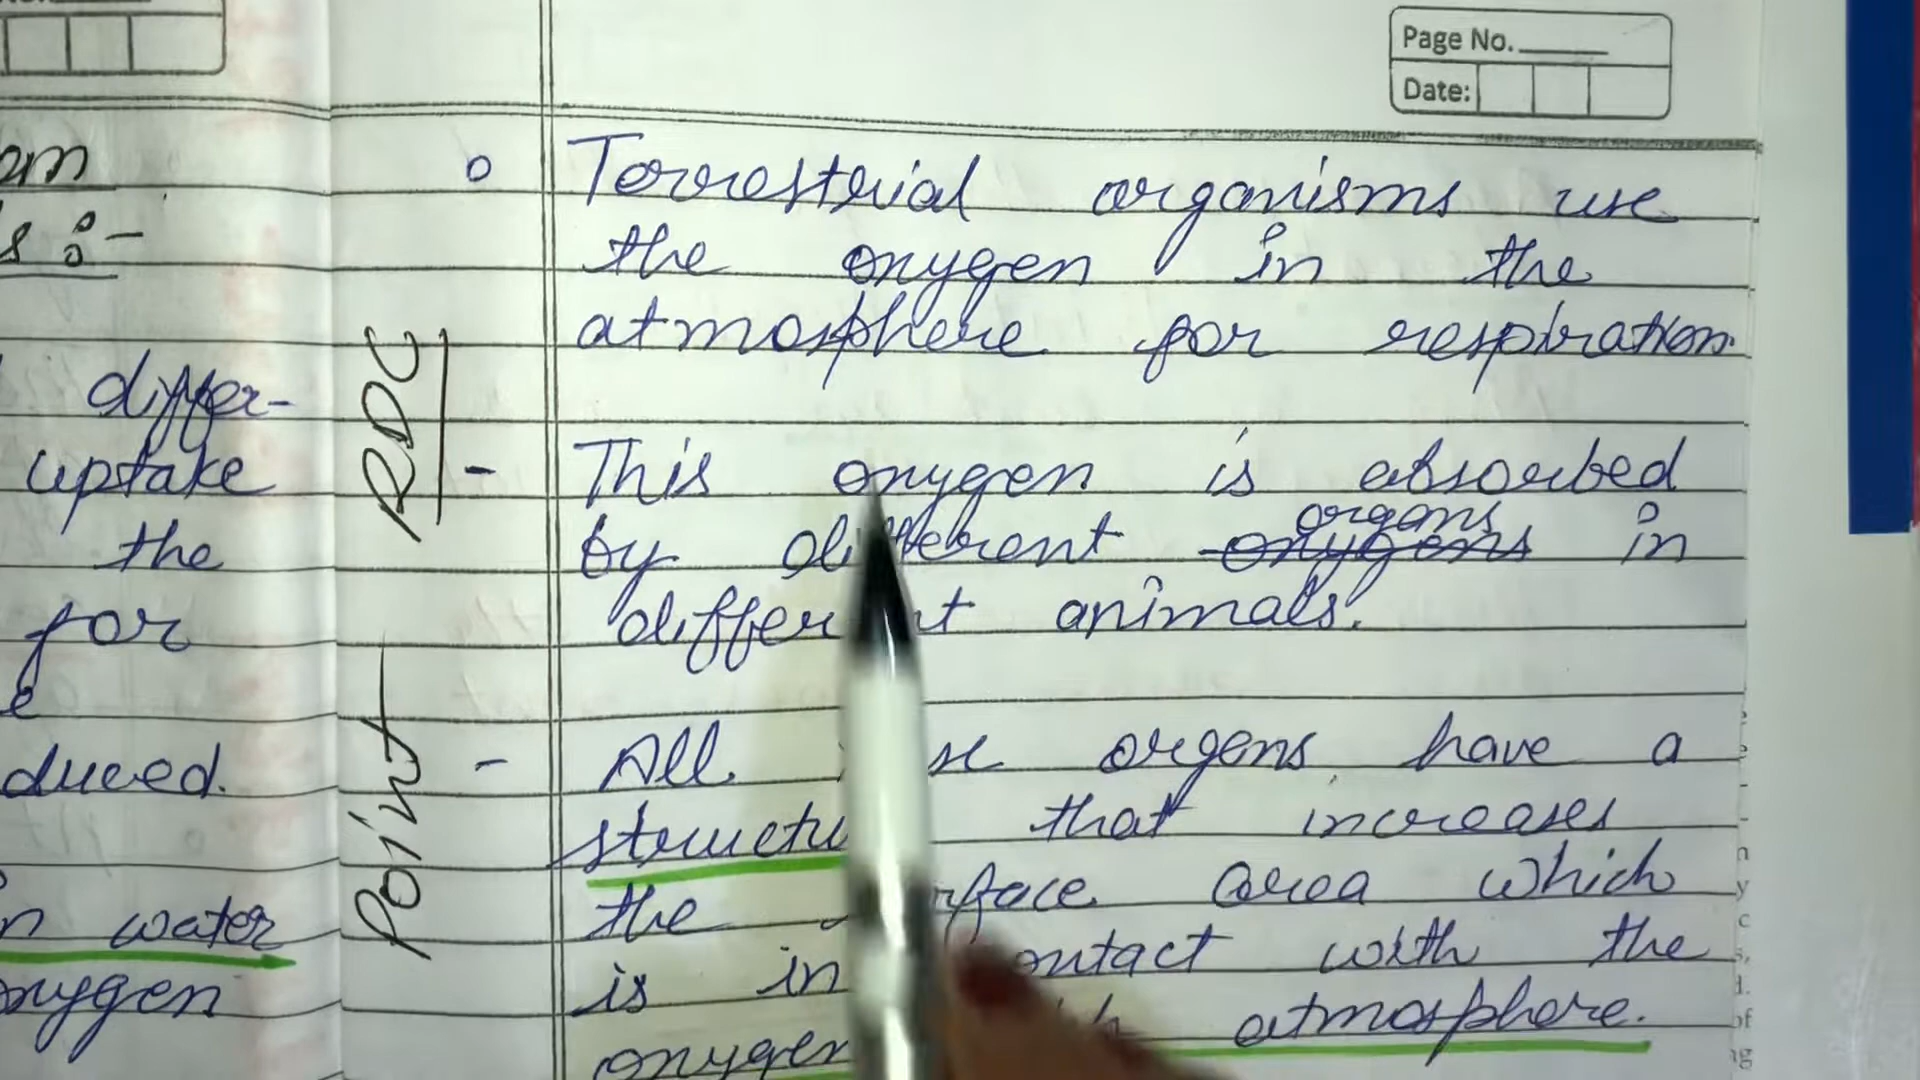 Page No.
Date:
Terrestrial organisms use
the oxygen in the
atmosphere for respiration.
This oxygen is absorbed
organs
by different oxygens in
different animals.
All organs have a
that increases
the area which
is in contact with the
oxygen atmosphere.
RDC
Point
differ-
uptake
the
for
duced.
water
oxygen